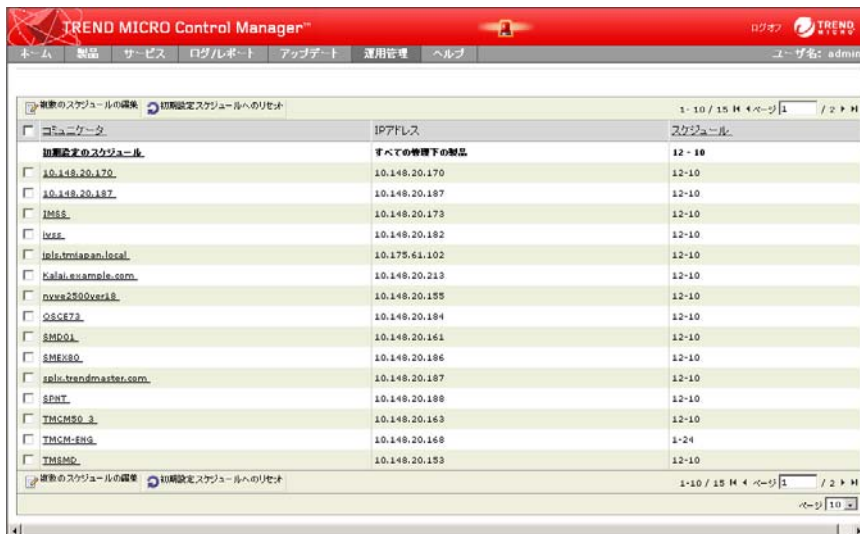 TREND MICRO Control Manager™
ログオフ
TREND MICRO
ホーム 製品 サービス ログ/レポート アップデート 運用管理 ヘルプ
ユーザ名: admin
複数のスケジュールの編集 初期設定スケジュールへのリセット 1-10 / 15 ページ 1 / 2
コミュニケータ IPアドレス スケジュール
初期設定のスケジュール すべての管理下の製品 12 - 10
10.148.20.170 10.148.20.170 12-10
10.148.20.187 10.148.20.187 12-10
IMSS 10.148.20.173 12-10
ivss 10.148.20.182 12-10
ipls.tmjapan.local 10.175.61.102 12-10
Kalai.example.com 10.148.20.213 12-10
nvwe2500ver18 10.148.20.155 12-10
OSCE73 10.148.20.184 12-10
SMD01 10.148.20.161 12-10
SMEX80 10.148.20.186 12-10
splx.trendmaster.com 10.148.20.187 12-10
SPNT 10.148.20.188 12-10
TMCM50_3 10.148.20.163 12-10
TMCM-ENG 10.148.20.168 1-24
TMSMD 10.148.20.153 12-10
複数のスケジュールの編集 初期設定スケジュールへのリセット 1-10 / 15 ページ 1 / 2
ページ 10